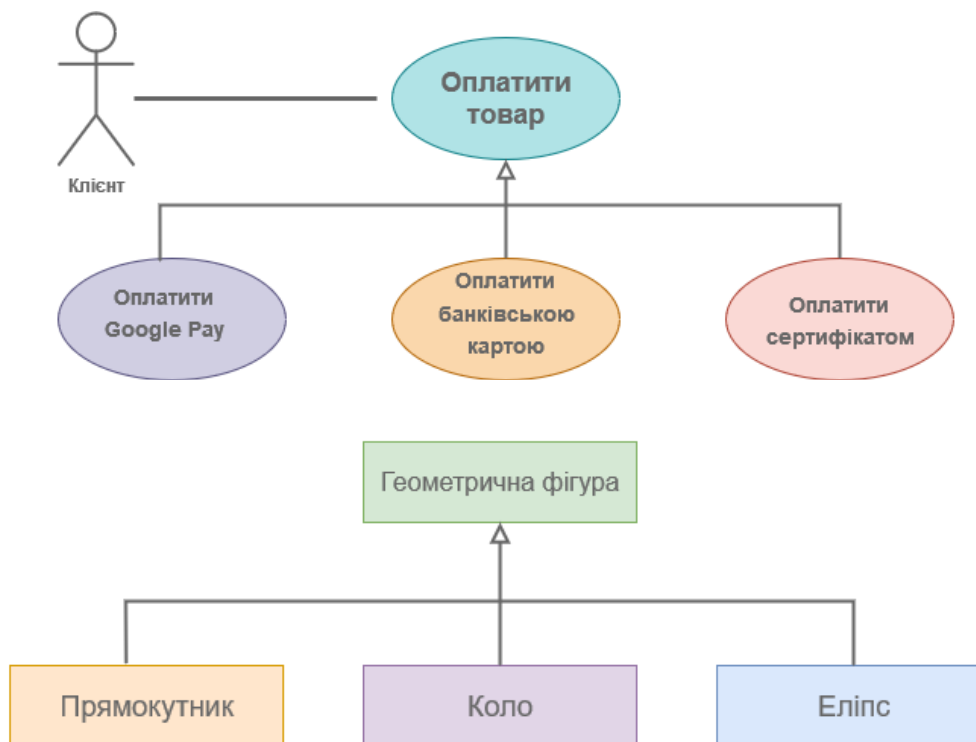 Оплатити
товар
Клієнт
Оплатити
Google Pay
Оплатити
банківською
картою
Оплатити
сертифікатом
Геометрична фігура
Прямокутник
Коло
Еліпс